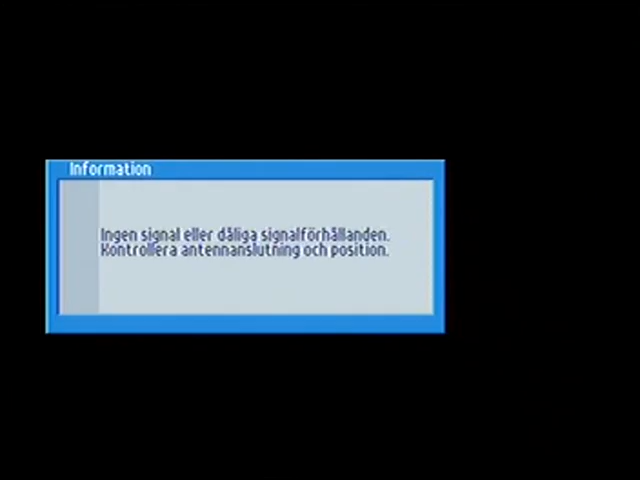 Information
Ingen signal eller dåliga signalförhållanden.
Kontrollera antennanslutning och position.